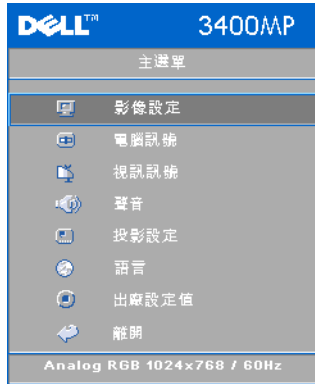 DELL™ 3400MP
主選單
影像設定
電腦訊號
視訊訊號
聲音
投影設定
語言
出廠設定值
離開
Analog RGB 1024x768 / 60Hz